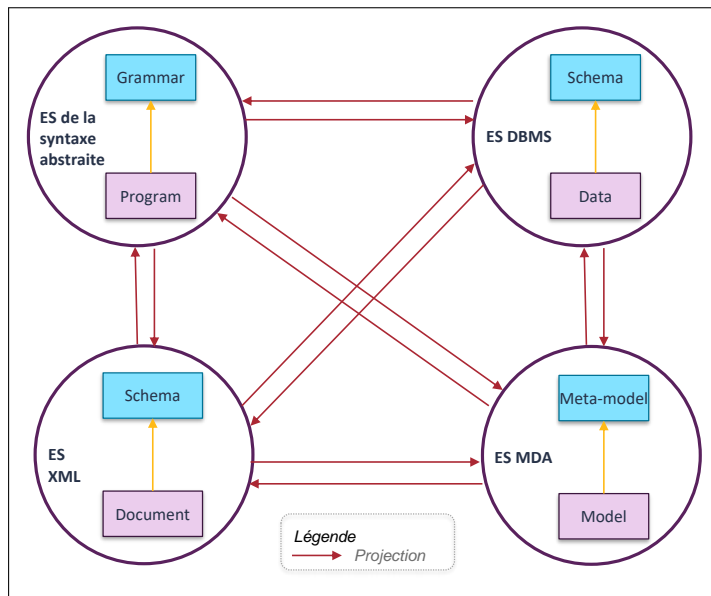 Grammar
ES de la
syntaxe
abstraite
Program
Schema
ES DBMS
Data
Schema
ES
XML
Document
Meta-model
ES MDA
Model
Légende
Projection